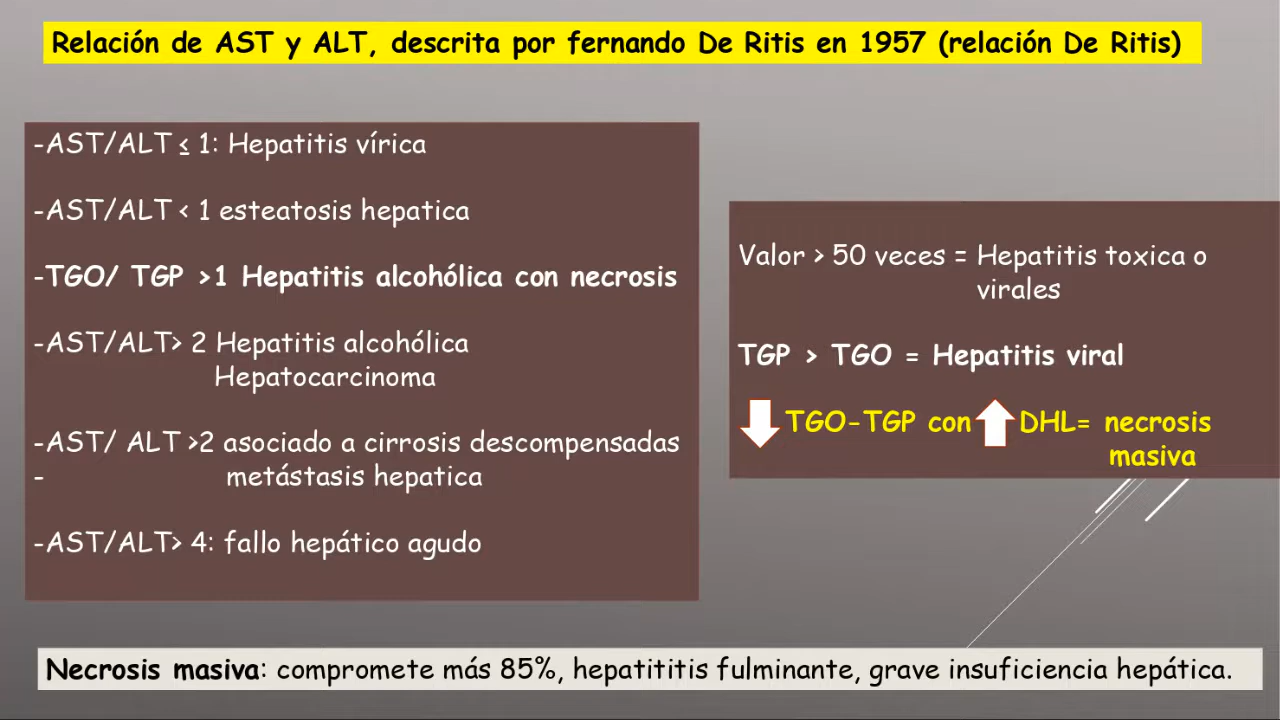 Relación de AST y ALT, descrita por fernando De Ritis en 1957 (relación De Ritis)
-AST/ALT ≤ 1: Hepatitis vírica
-AST/ALT < 1 esteatosis hepatica
-TGO/ TGP >1 Hepatitis alcohólica con necrosis
-AST/ALT> 2 Hepatitis alcohólica
Hepatocarcinoma
-AST/ ALT >2 asociado a cirrosis descompensadas
- metástasis hepatica
-AST/ALT> 4: fallo hepático agudo
Valor > 50 veces = Hepatitis toxica o
virales
TGP > TGO = Hepatitis viral
TGO-TGP con DHL= necrosis
masiva
Necrosis masiva: compromete más 85%, hepatititis fulminante, grave insuficiencia hepática.